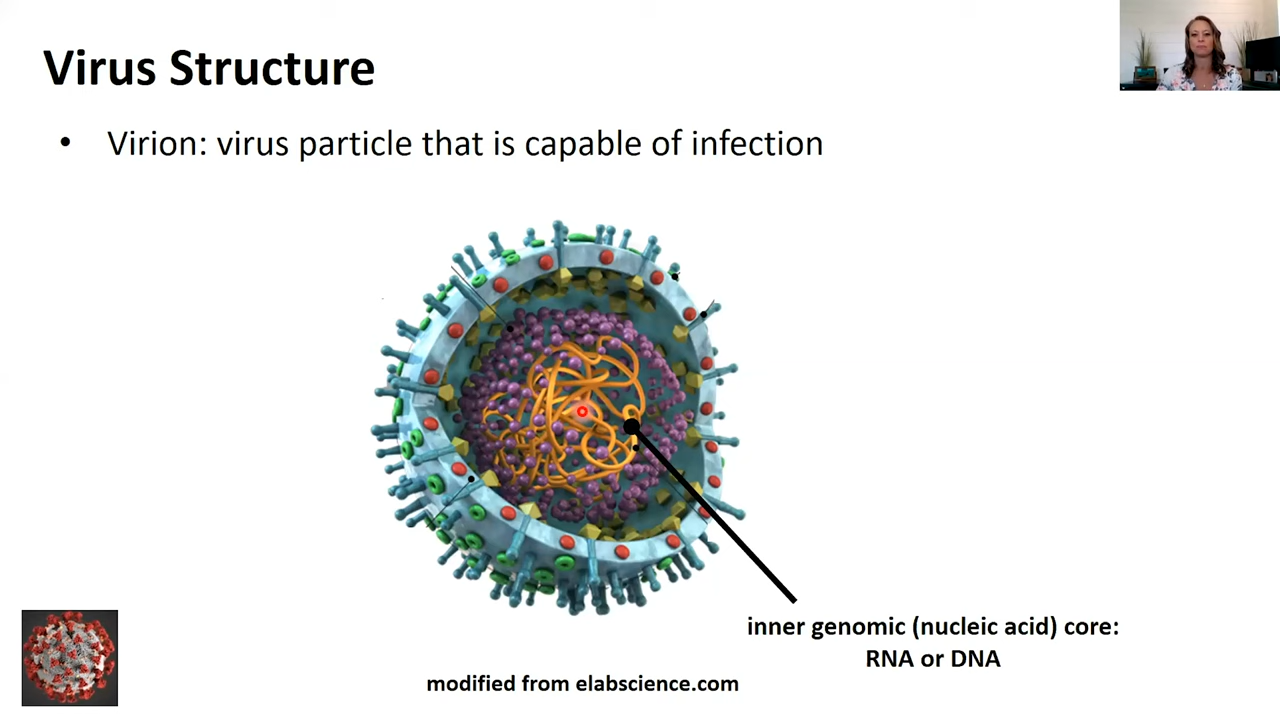 Virus Structure
• Virion: virus particle that is capable of infection
inner genomic (nucleic acid) core:
RNA or DNA
modified from elabscience.com